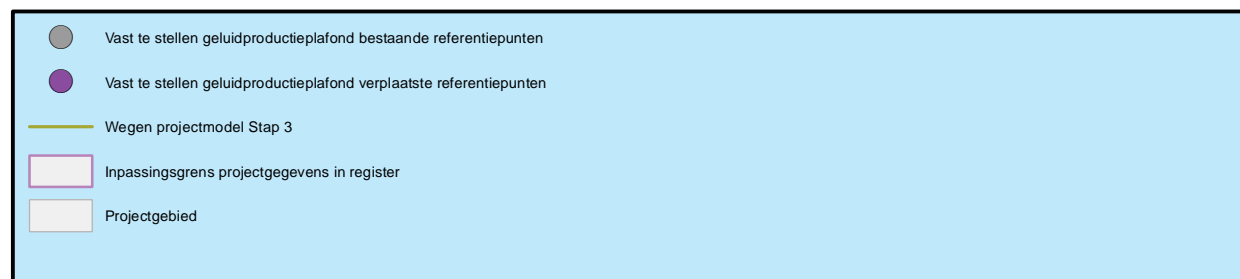 Vast te stellen geluidproductieplafond bestaande referentiepunten
Vast te stellen geluidproductieplafond verplaatste referentiepunten
Wegen projectmodel Stap 3
Inpassingsgrens projectgegevens in register
Projectgebied